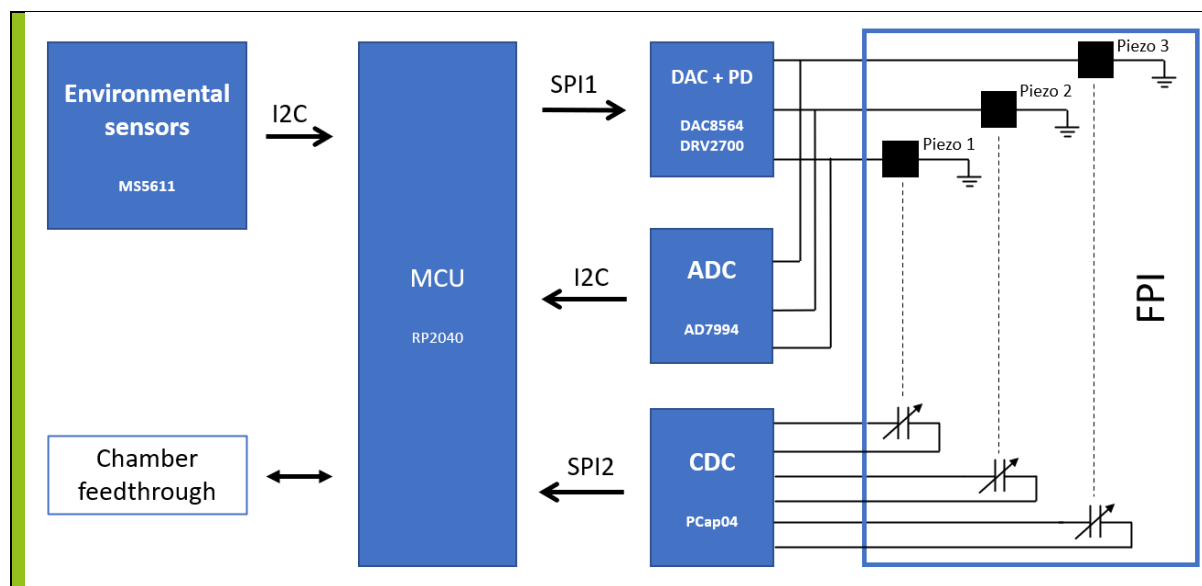 Environmental
sensors
MS5611
I2C
MCU
RP2040
Chamber
feedthrough
SPI1
DAC + PD
DAC8564
DRV2700
I2C
ADC
AD7994
SPI2
CDC
PCap04
Piezo 3
Piezo 2
Piezo 1
FPI